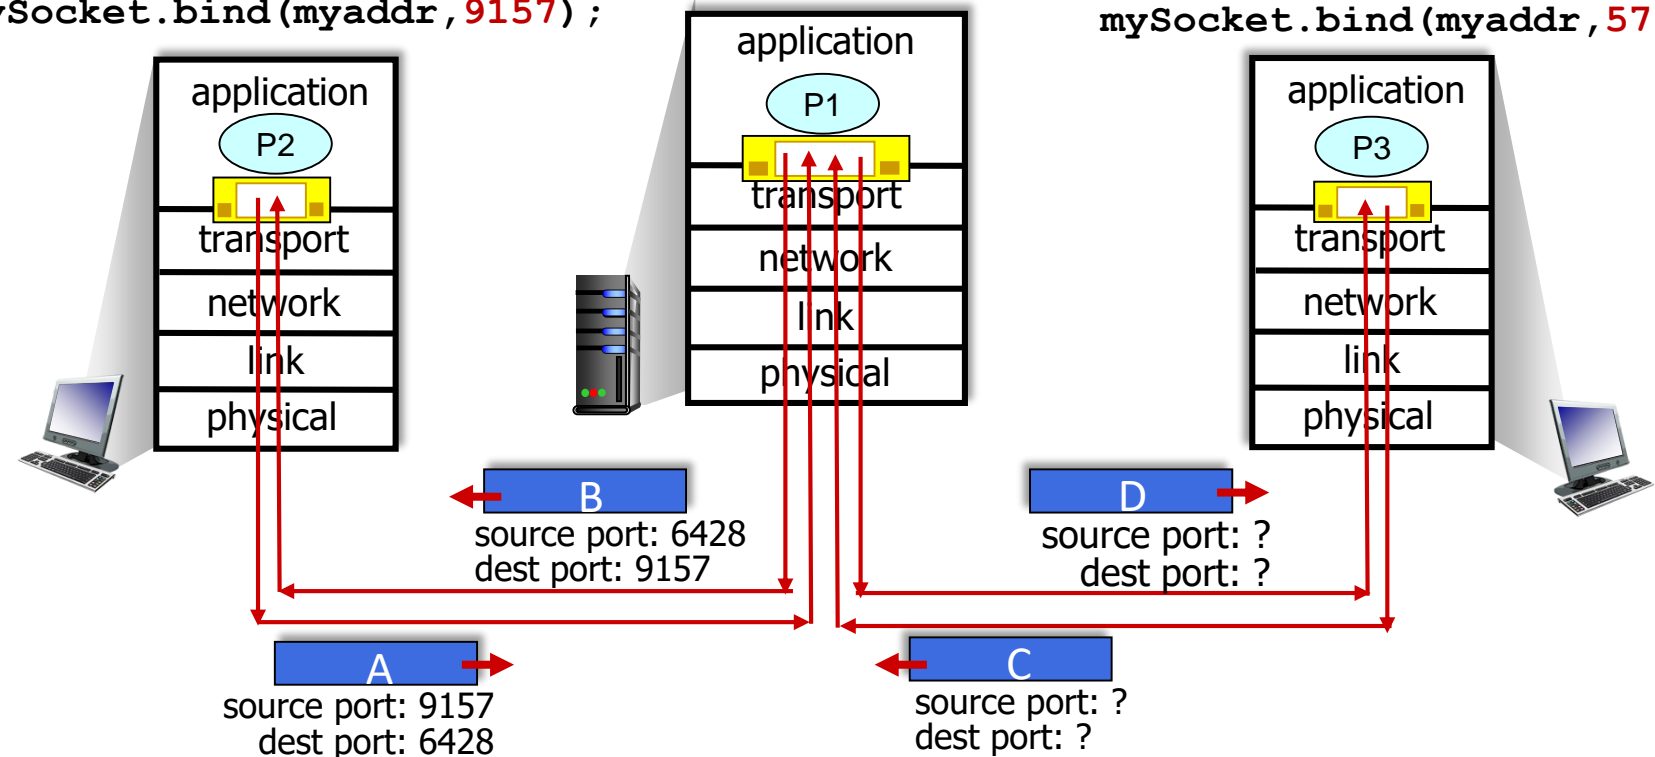 ySocket.bind(myaddr,9157);
mySocket.bind(myaddr,57
application
P2
transport
network
link
physical
application
P1
transport
network
link
physical
application
P3
transport
network
link
physical
B
source port: 6428
dest port: 9157
D
source port: ?
dest port: ?
A
source port: 9157
dest port: 6428
C
source port: ?
dest port: ?